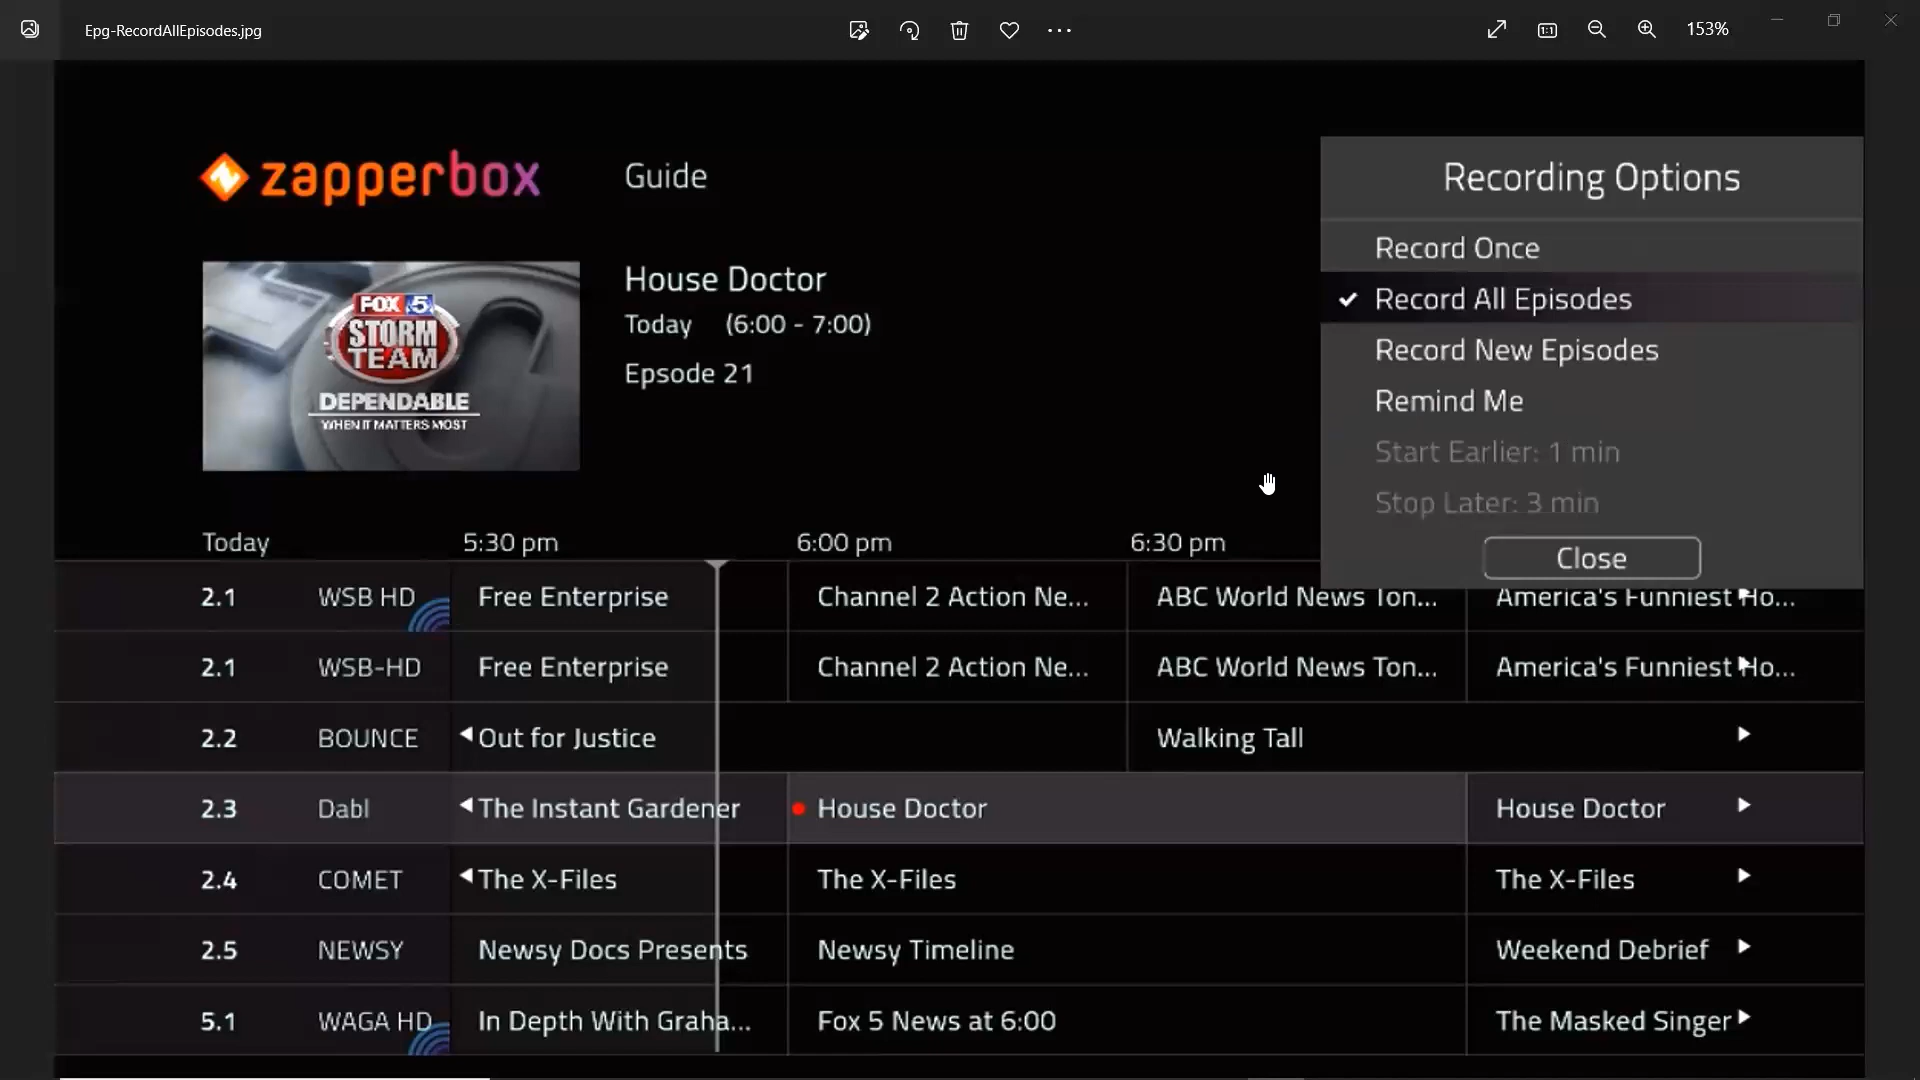 Epg-RecordAllEpisodes.jpg
153%
zapperbox
Guide
Recording Options
Record Once
Record All Episodes
Record New Episodes
Remind Me
Start Earlier: 1 min
Stop Later: 3 min
Close
FOX 5
STORM
TEAM
DEPENDABLE
WHEN IT MATTERS MOST
House Doctor
Today (6:00 - 7:00)
Epsode 21
Today 5:30 pm 6:00 pm 6:30 pm
2.1 WSB HD Free Enterprise Channel 2 Action Ne... ABC World News Ton... America's Funniest Ho...
2.1 WSB-HD Free Enterprise Channel 2 Action Ne... ABC World News Ton... America's Funniest Ho...
2.2 BOUNCE Out for Justice Walking Tall
2.3 Dabl The Instant Gardener House Doctor House Doctor
2.4 COMET The X-Files The X-Files The X-Files
2.5 NEWSY Newsy Docs Presents Newsy Timeline Weekend Debrief
5.1 WAGA HD In Depth With Graha... Fox 5 News at 6:00 The Masked Singer